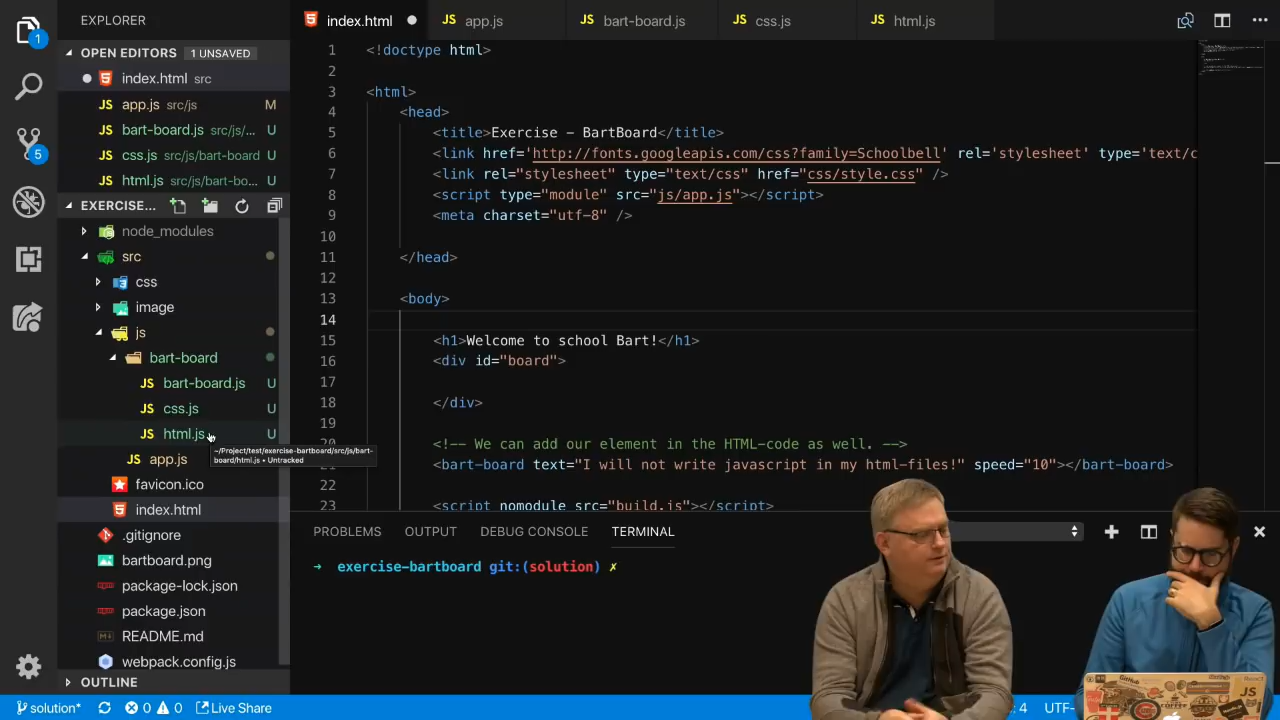 EXPLORER
OPEN EDITORS 1 UNSAVED
index.html src
JS app.js src/js M
JS bart-board.js src/js/... U
JS css.js src/js/bart-board U
JS html.js src/js/bart-bo... U
EXERCISE...
node_modules
src
css
image
js
bart-board
JS bart-board.js U
JS css.js U
JS html.js U
~/Project/test/exercise-bartboard/src/js/bart-
board/html.js • Untracked
JS app.js
favicon.ico
index.html
.gitignore
bartboard.png
package-lock.json
package.json
README.md
webpack.config.js
OUTLINE
1
5
index.html
JS app.js
JS bart-board.js
JS css.js
JS html.js
1 <!doctype html>
2
3 <html>
4 <head>
5 <title>Exercise - BartBoard</title>
6 <link href='http://fonts.googleapis.com/css?family=Schoolbell' rel='stylesheet' type='text/c
7 <link rel="stylesheet" type="text/css" href="css/style.css" />
8 <script type="module" src="js/app.js"></script>
9 <meta charset="utf-8" />
10
11 </head>
12
13 <body>
14
15 <h1>Welcome to school Bart!</h1>
16 <div id="board">
17
18 </div>
19
20 <!-- We can add our element in the HTML-code as well. -->
<bart-board text="I will not write javascript in my html-files!" speed="10"></bart-board>
22
23 <script nomodule src="build.js"></script>
PROBLEMS OUTPUT DEBUG CONSOLE TERMINAL
➜ exercise-bartboard git:(solution) ✗
solution* 0 0 Live Share
: 4 UTF-
GitHub
JS